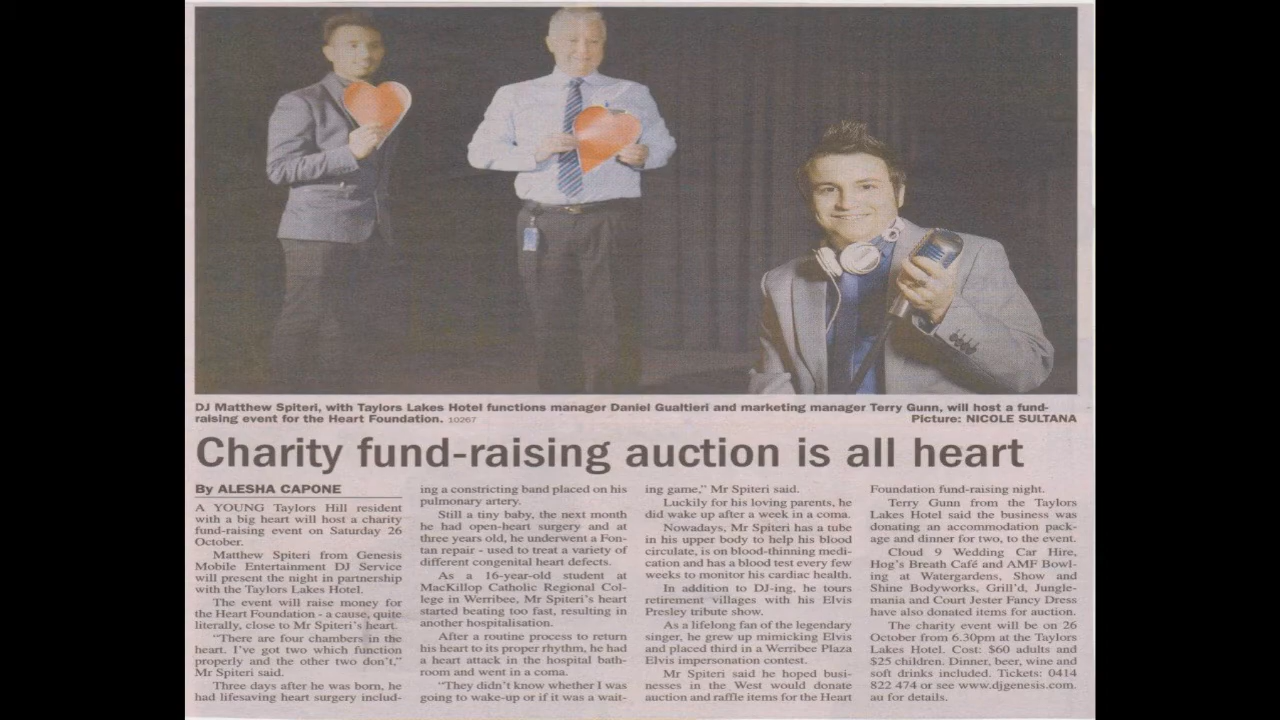 DJ Matthew Spiteri, with Taylors Lakes Hotel functions manager Daniel Gualtieri and marketing manager Terry Gunn, will host a fund-
raising event for the Heart Foundation. 10267 Picture: NICOLE SULTANA
Charity fund-raising auction is all heart
By ALESHA CAPONE
A YOUNG Taylors Hill resident
with a big heart will host a charity
fund-raising event on Saturday 26
October.
Matthew Spiteri from Genesis
Mobile Entertainment DJ Service
will present the night in partnership
with the Taylors Lakes Hotel.
The event will raise money for
the Heart Foundation - a cause, quite
literally, close to Mr Spiteri's heart.
"There are four chambers in the
heart. I've got two which function
properly and the other two don't,"
Mr Spiteri said.
Three days after he was born, he
had lifesaving heart surgery includ-
ing a constricting band placed on his
pulmonary artery.
Still a tiny baby, the next month
he had open-heart surgery and at
three years old, he underwent a Fon-
tan repair - used to treat a variety of
different congenital heart defects.
As a 16-year-old student at
MacKillop Catholic Regional Col-
lege in Werribee, Mr Spiteri's heart
started beating too fast, resulting in
another hospitalisation.
After a routine process to return
his heart to its proper rhythm, he had
a heart attack in the hospital bath-
room and went in a coma.
"They didn't know whether I was
going to wake-up or if it was a wait-
ing game," Mr Spiteri said.
Luckily for his loving parents, he
did wake up after a week in a coma.
Nowadays, Mr Spiteri has a tube
in his upper body to help his blood
circulate, is on blood-thinning medi-
cation and has a blood test every few
weeks to monitor his cardiac health.
In addition to DJ-ing, he tours
retirement villages with his Elvis
Presley tribute show.
As a lifelong fan of the legendary
singer, he grew up mimicking Elvis
and placed third in a Werribee Plaza
Elvis impersonation contest.
Mr Spiteri said he hoped busi-
nesses in the West would donate
auction and raffle items for the Heart
Foundation fund-raising night.
Terry Gunn from the Taylors
Lakes Hotel said the business was
donating an accommodation pack-
age and dinner for two, to the event.
Cloud 9 Wedding Car Hire,
Hog's Breath Café and AMF Bowl-
ing at Watergardens, Show and
Shine Bodyworks, Grill'd, Jungle-
mania and Court Jester Fancy Dress
have also donated items for auction.
The charity event will be on 26
October from 6.30pm at the Taylors
Lakes Hotel. Cost: $60 adults and
$25 children. Dinner, beer, wine and
soft drinks included. Tickets: 0414
822 474 or see www.djgenesis.com.
au for details.